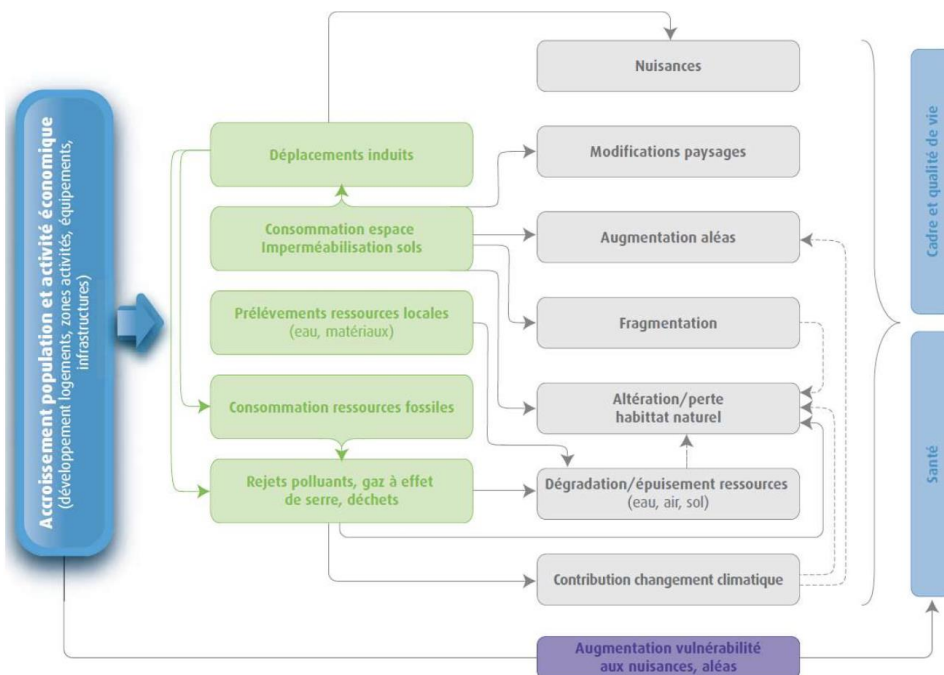 Accroissement population et activité économique
(développement logements, zones activités, équipements,
infrastructures)
Déplacements induits
Consommation espace
Imperméabilisation sols
Prélévements ressources locales
(eau, matériaux)
Consommation ressources fossiles
Rejets polluants, gaz à effet
de serre, déchets
Nuisances
Modifications paysages
Augmentation aléas
Fragmentation
Altération/perte
habittat naturel
Dégradation/épuisement ressources
(eau, air, sol)
Contribution changement climatique
Augmentation vulnérabilité
aux nuisances, aléas
Cadre et qualité de vie
Santé